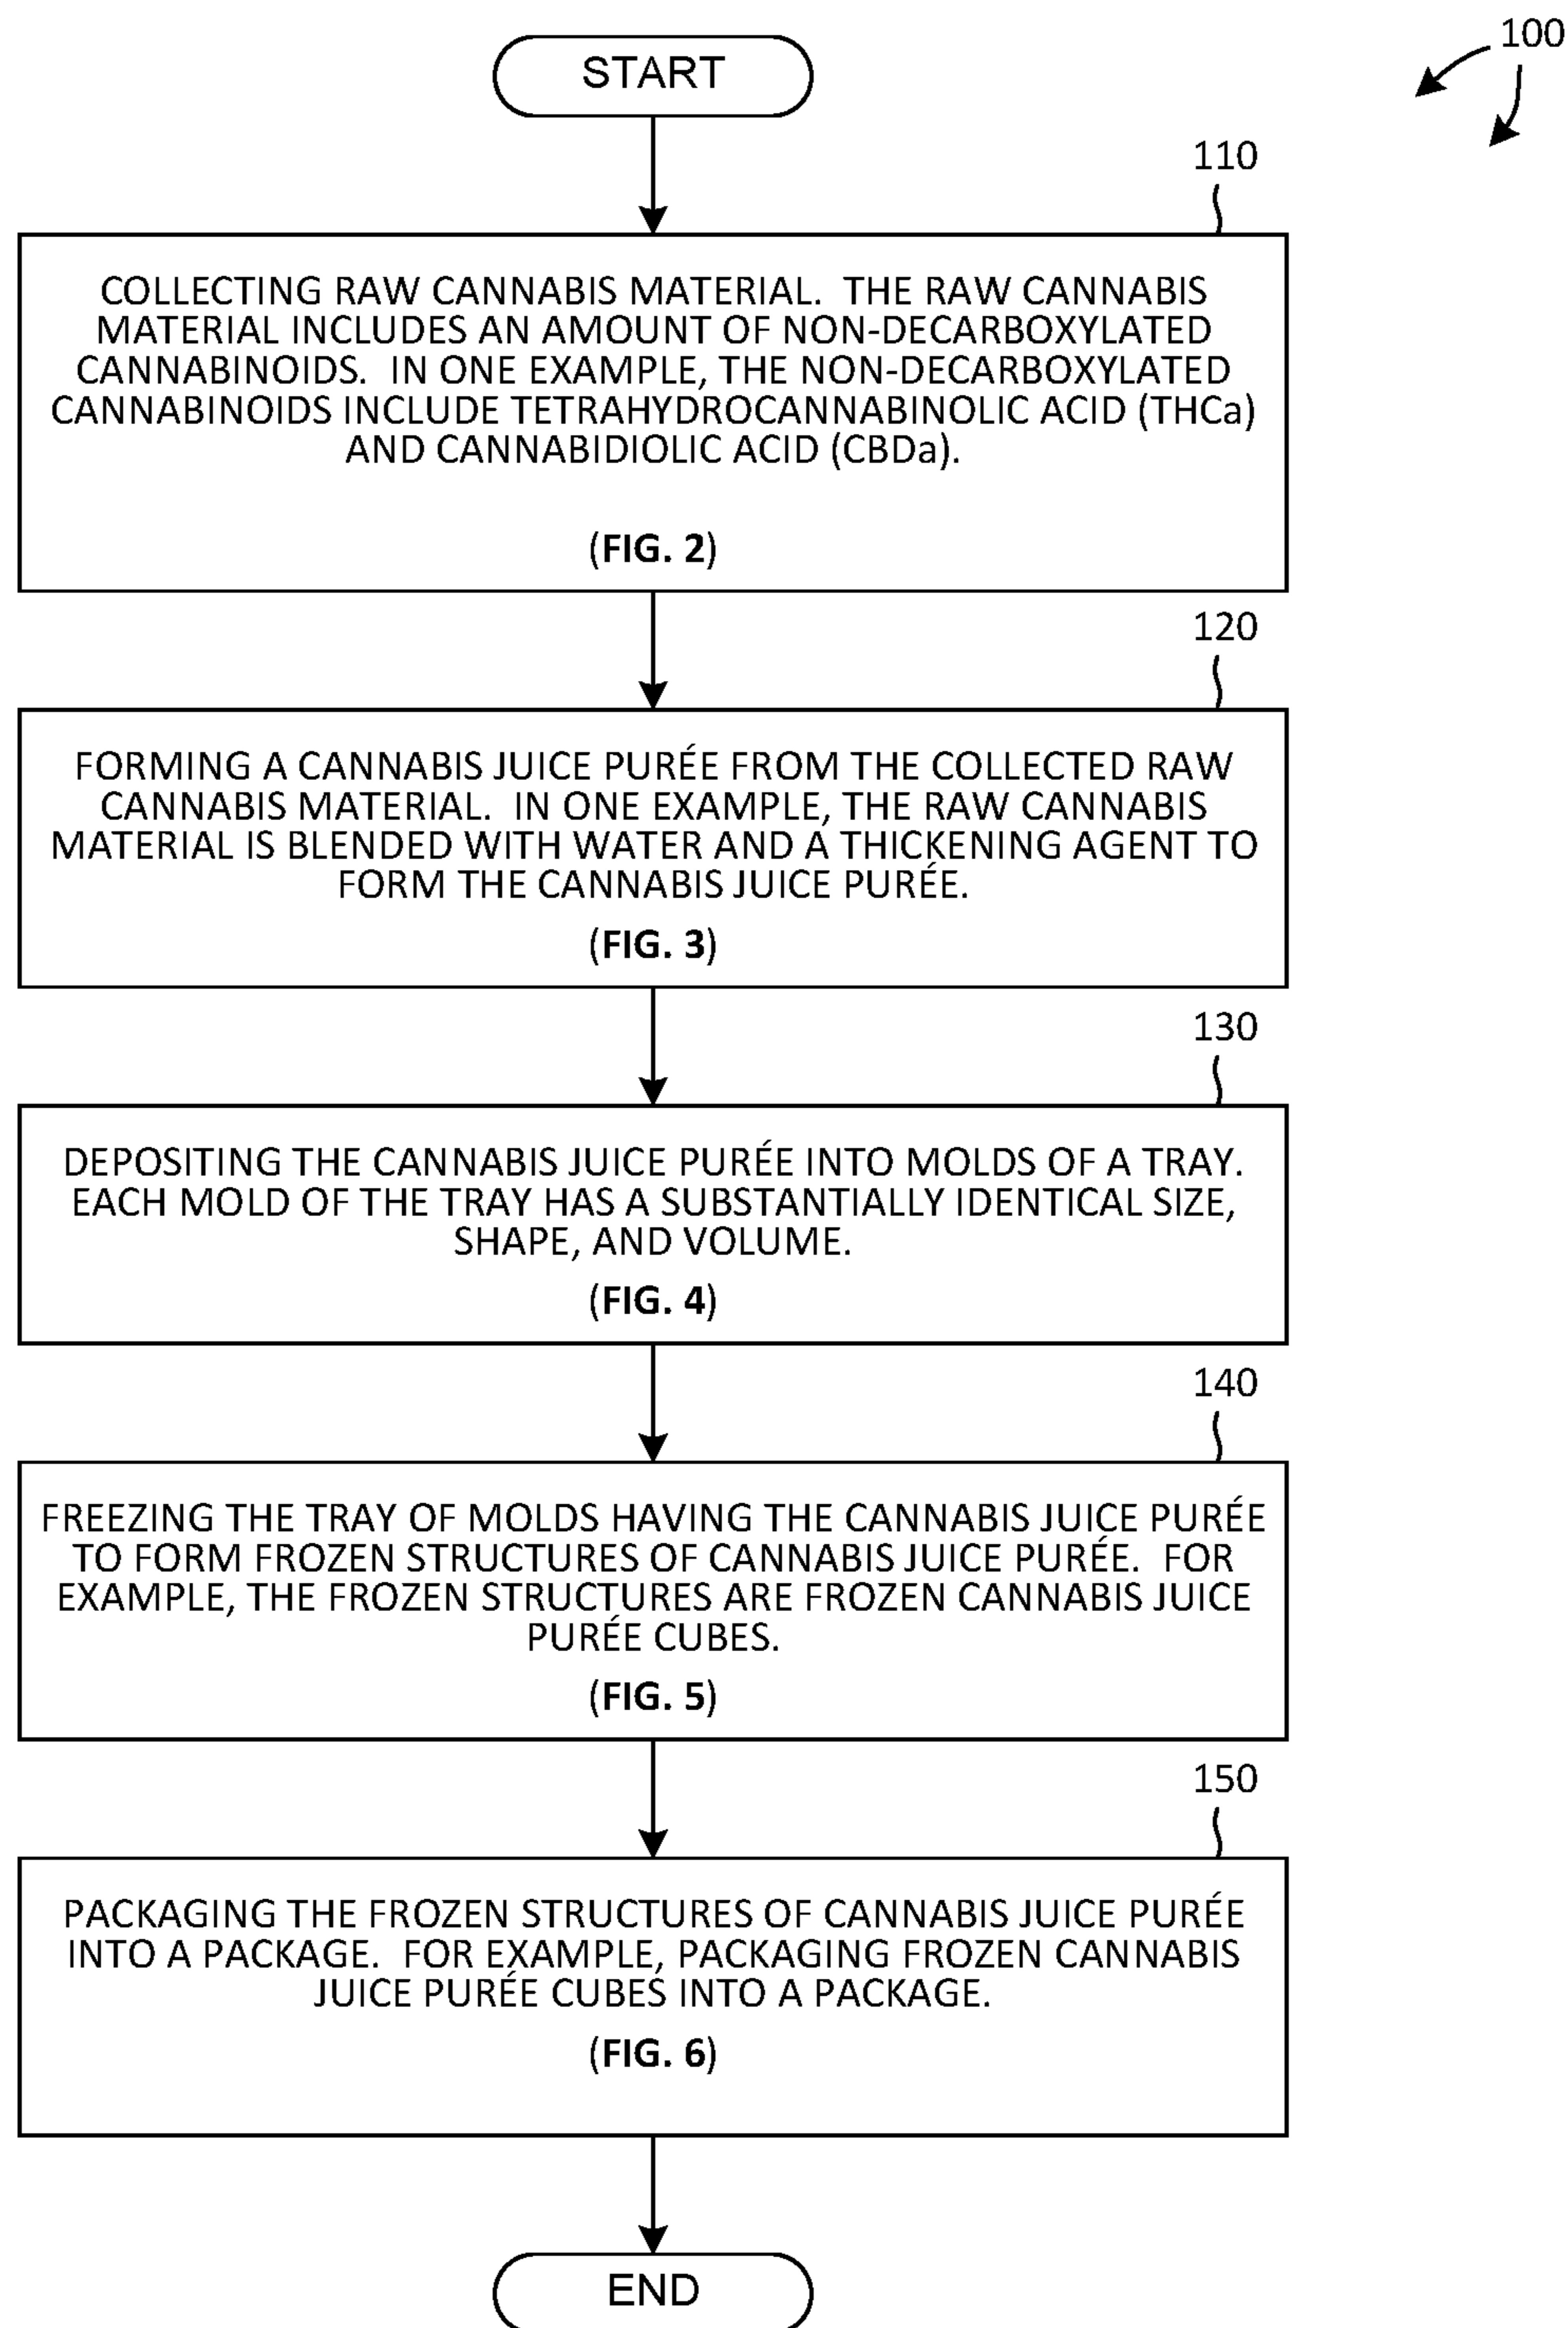 START
100
110
COLLECTING RAW CANNABIS MATERIAL. THE RAW CANNABIS
MATERIAL INCLUDES AN AMOUNT OF NON-DECARBOXYLATED
CANNABINOIDS. IN ONE EXAMPLE, THE NON-DECARBOXYLATED
CANNABINOIDS INCLUDE TETRAHYDROCANNABINOLIC ACID (THCa)
AND CANNABIDIOLIC ACID (CBDa).
(FIG. 2)
120
FORMING A CANNABIS JUICE PURÉE FROM THE COLLECTED RAW
CANNABIS MATERIAL. IN ONE EXAMPLE, THE RAW CANNABIS
MATERIAL IS BLENDED WITH WATER AND A THICKENING AGENT TO
FORM THE CANNABIS JUICE PURÉE.
(FIG. 3)
130
DEPOSITING THE CANNABIS JUICE PURÉE INTO MOLDS OF A TRAY.
EACH MOLD OF THE TRAY HAS A SUBSTANTIALLY IDENTICAL SIZE,
SHAPE, AND VOLUME.
(FIG. 4)
140
FREEZING THE TRAY OF MOLDS HAVING THE CANNABIS JUICE PURÉE
TO FORM FROZEN STRUCTURES OF CANNABIS JUICE PURÉE. FOR
EXAMPLE, THE FROZEN STRUCTURES ARE FROZEN CANNABIS JUICE
PURÉE CUBES.
(FIG. 5)
150
PACKAGING THE FROZEN STRUCTURES OF CANNABIS JUICE PURÉE
INTO A PACKAGE. FOR EXAMPLE, PACKAGING FROZEN CANNABIS
JUICE PURÉE CUBES INTO A PACKAGE.
(FIG. 6)
END